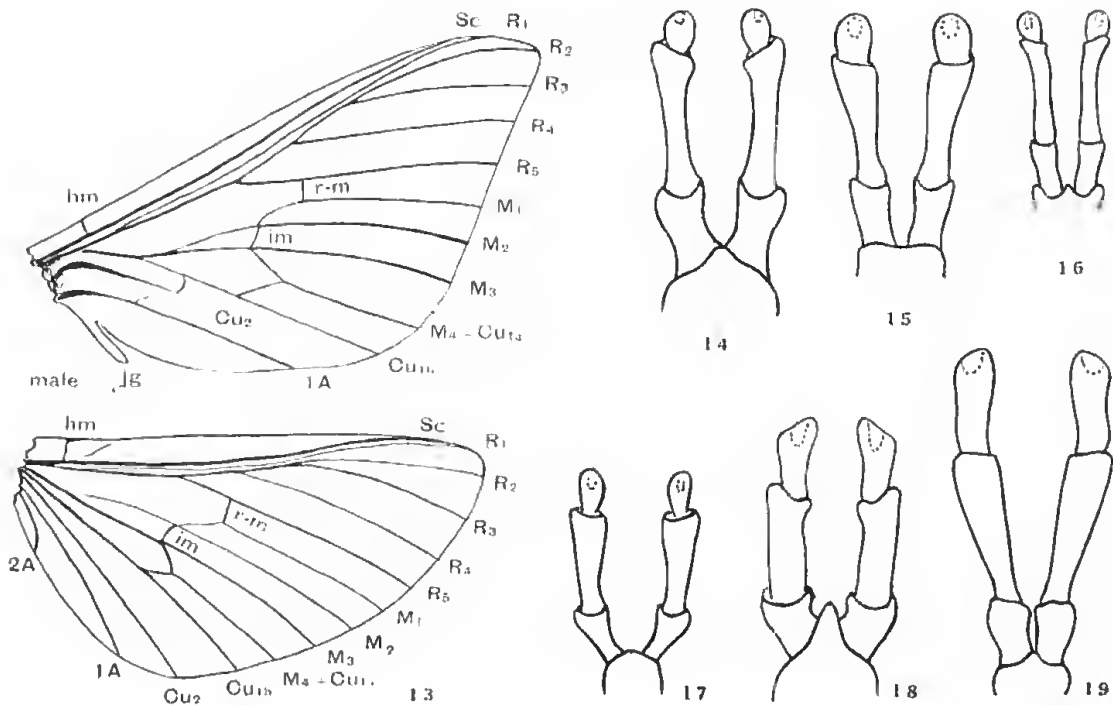 Sc R1
R2
R3
R4
R5
hm
r-m
M1
im
M2
M3
Cu2
M4 - Cu1a
Cu1b
male Jg
1A
14
15
16
hm
Sc
R1
R2
r-m
R3
im
R4
2A
R5
M1
M2
M3
1A
M4 + Cu1a
Cu1b
Cu2
13
17
18
19